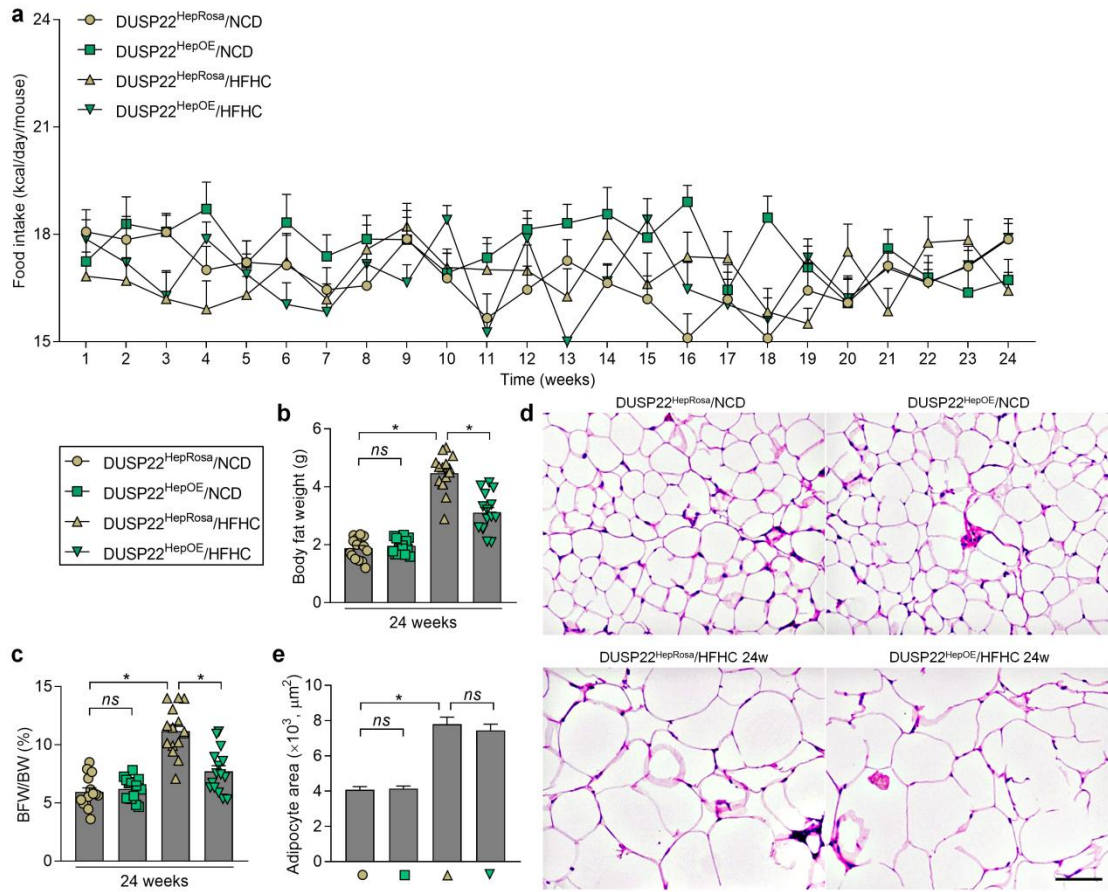 a
24
21
18
15
Food intake (kcal/day/mouse)
DUSP22HepRosa/NCD
DUSP22HepOE/NCD
DUSP22HepRosa/HFHC
DUSP22HepOE/HFHC
1 2 3 4 5 6 7 8 9 10 11 12 13 14 15 16 17 18 19 20 21 22 23 24
Time (weeks)
DUSP22HepRosa/NCD
DUSP22HepOE/NCD
DUSP22HepRosa/HFHC
DUSP22HepOE/HFHC
b
6
4
2
0
Body fat weight (g)
* *
ns
24 weeks
c
15
10
5
0
BFW/BW (%)
* *
ns
24 weeks
d
DUSP22HepRosa/NCD
DUSP22HepOE/NCD
DUSP22HepRosa/HFHC 24w
DUSP22HepOE/HFHC 24w
e
10
8
6
4
2
0
Adipocyte area (×10³, μm²)
* ns
ns